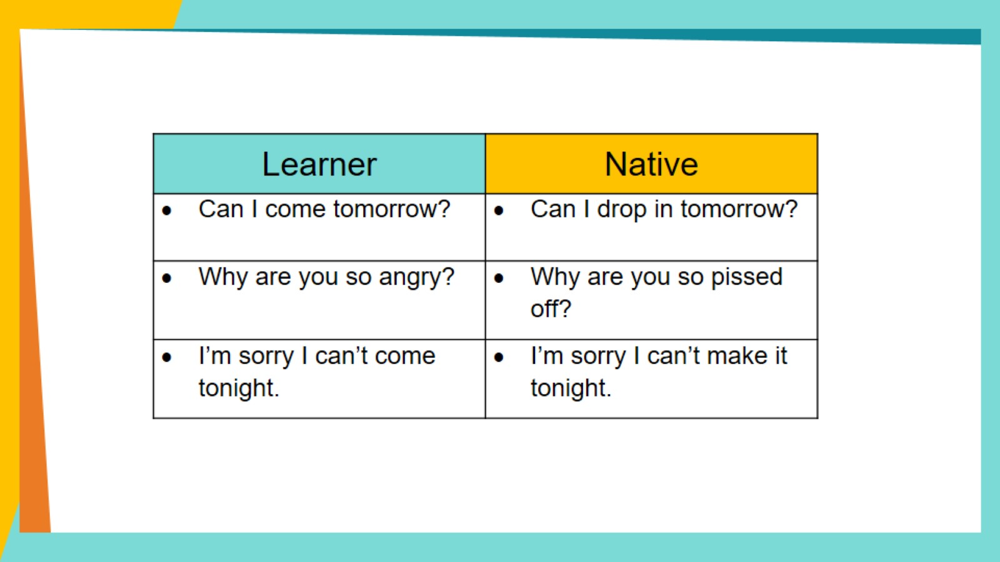 Learner
Native
• Can I come tomorrow?
• Can I drop in tomorrow?
• Why are you so angry?
• Why are you so pissed
off?
• I’m sorry I can’t come
tonight.
• I’m sorry I can’t make it
tonight.